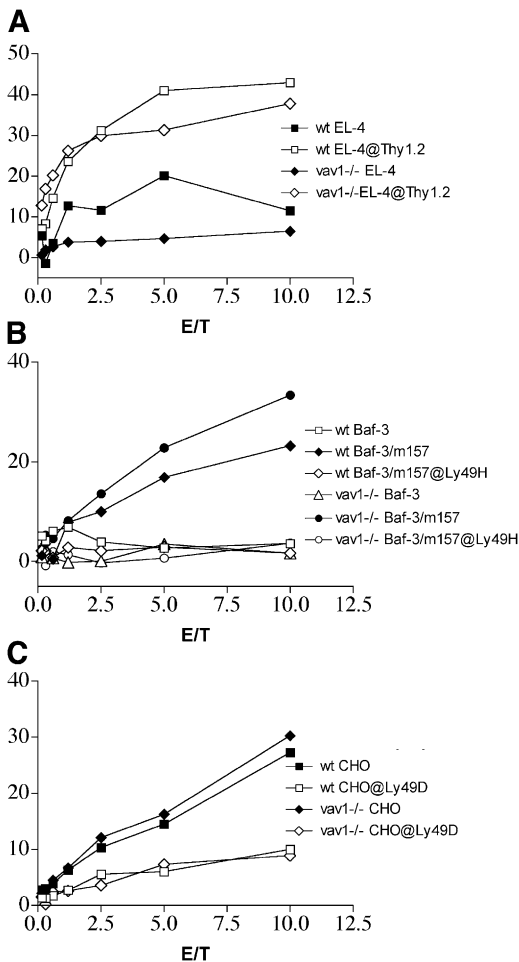 A
50
40
30
20
10
0
0.0 2.5 5.0 7.5 10.0 12.5
E/T
wt EL-4
wt EL-4@Thy1.2
vav1-/- EL-4
vav1-/-EL-4@Thy1.2
B
40
20
0
0.0 2.5 5.0 7.5 10.0 12.5
E/T
wt Baf-3
wt Baf-3/m157
wt Baf-3/m157@Ly49H
vav1-/- Baf-3
vav1-/- Baf-3/m157
vav1-/- Baf-3/m157@Ly49H
C
40
30
20
10
0
0.0 2.5 5.0 7.5 10.0 12.5
E/T
wt CHO
wt CHO@Ly49D
vav1-/- CHO
vav1-/- CHO@Ly49D